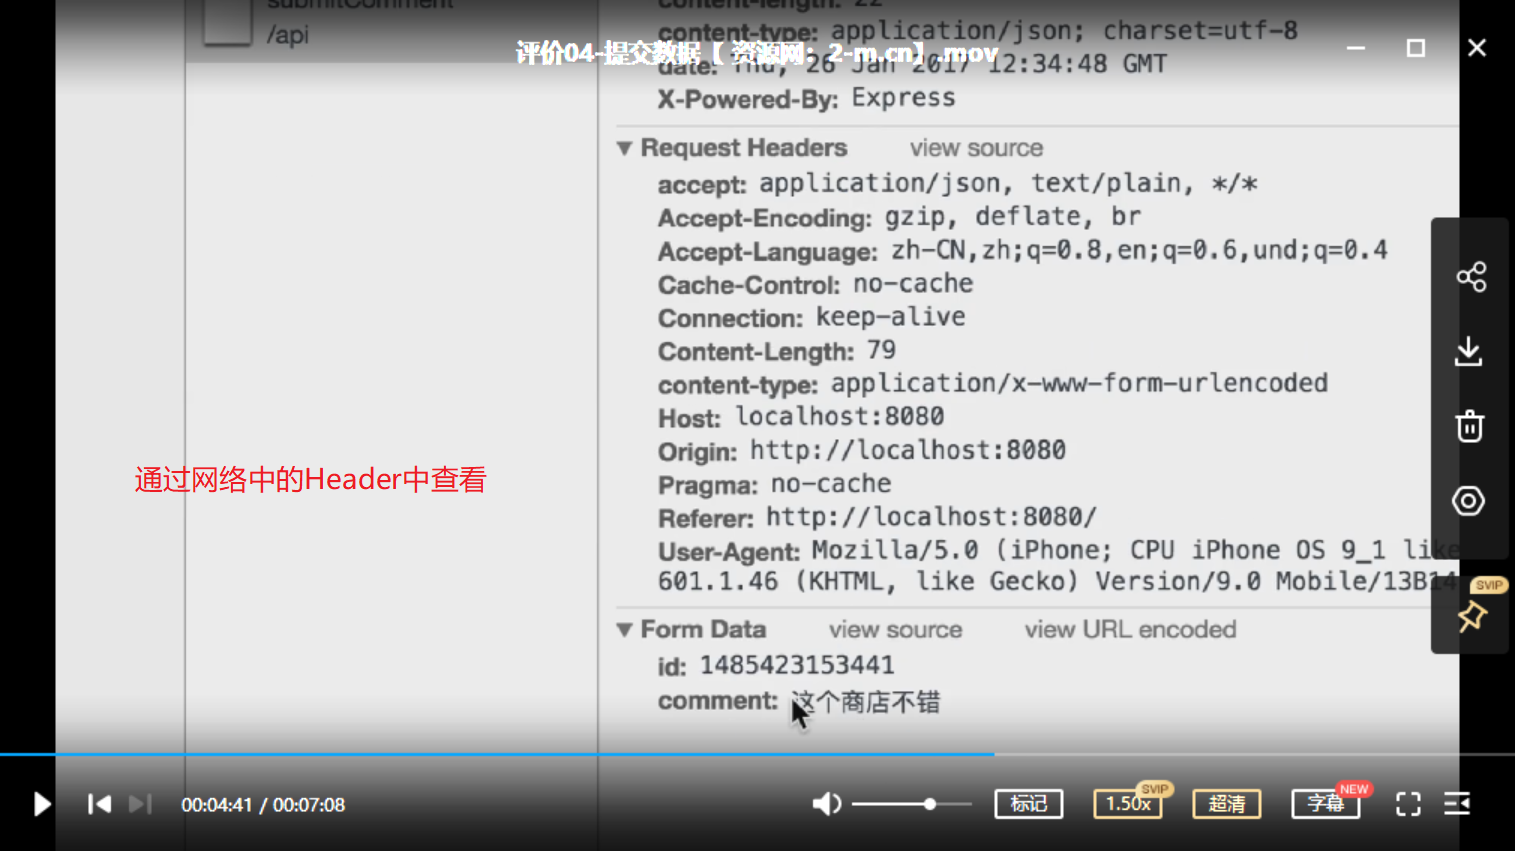 submitComment
/api
content-length: 22
content-type: application/json; charset=utf-8
评价04-提交数据【 资源网：2-m.cn】.mov
date: Thu, 26 Jan 2017 12:34:48 GMT
X-Powered-By: Express
Request Headers view source
accept: application/json, text/plain, */*
Accept-Encoding: gzip, deflate, br
Accept-Language: zh-CN,zh;q=0.8,en;q=0.6,und;q=0.4
Cache-Control: no-cache
Connection: keep-alive
Content-Length: 79
content-type: application/x-www-form-urlencoded
Host: localhost:8080
Origin: http://localhost:8080
通过网络中的Header中查看
Pragma: no-cache
Referer: http://localhost:8080/
User-Agent: Mozilla/5.0 (iPhone; CPU iPhone OS 9_1 like
601.1.46 (KHTML, like Gecko) Version/9.0 Mobile/13B14
SVIP
Form Data view source view URL encoded
id: 1485423153441
comment: 这个商店不错
00:04:41 / 00:07:08
标记
1.50x SVIP
超清
字幕 NEW